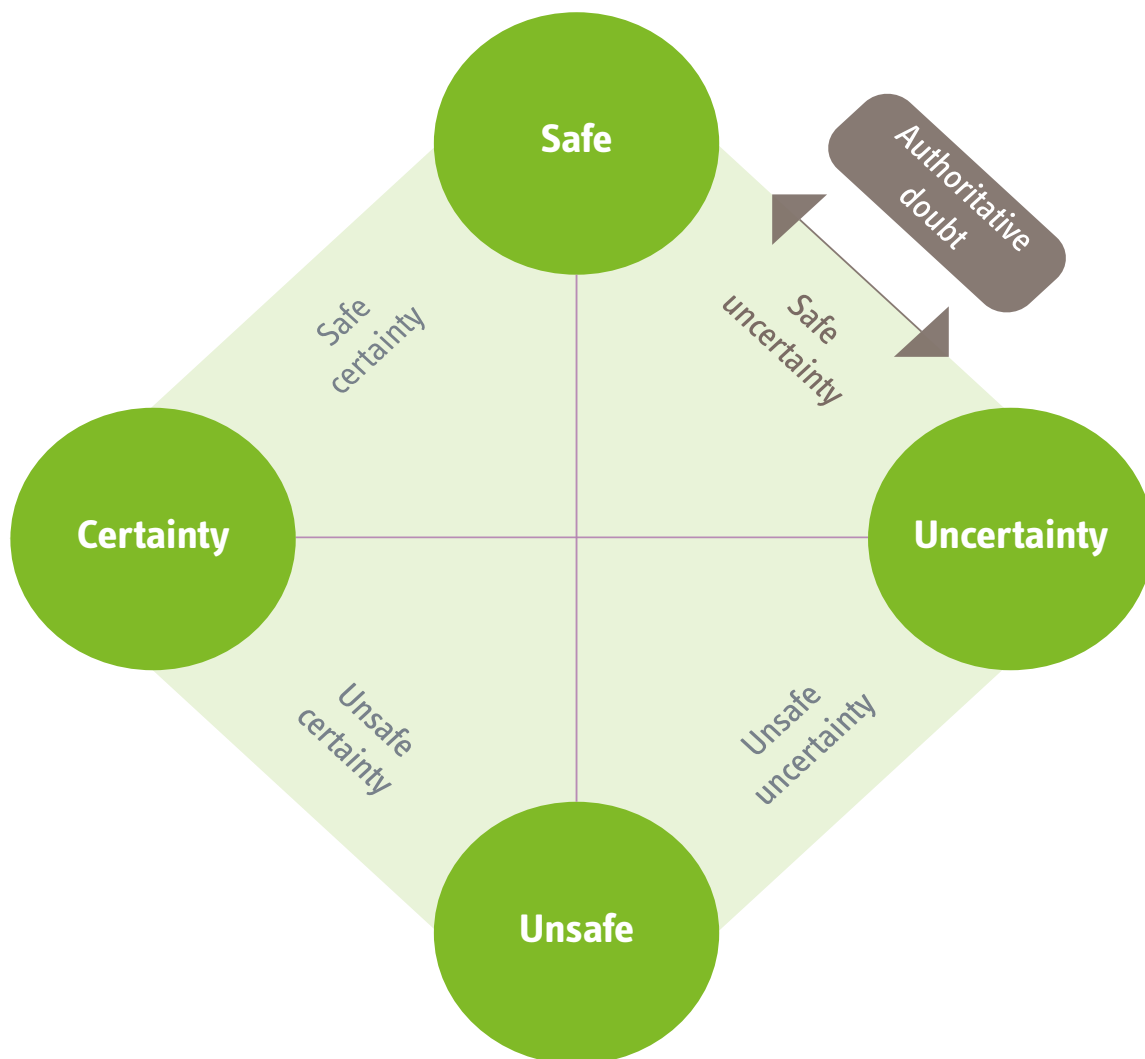 Safe
Authoritative
doubt
Safe
certainty
Safe
uncertainty
Certainty
Uncertainty
Unsafe
certainty
Unsafe
uncertainty
Unsafe